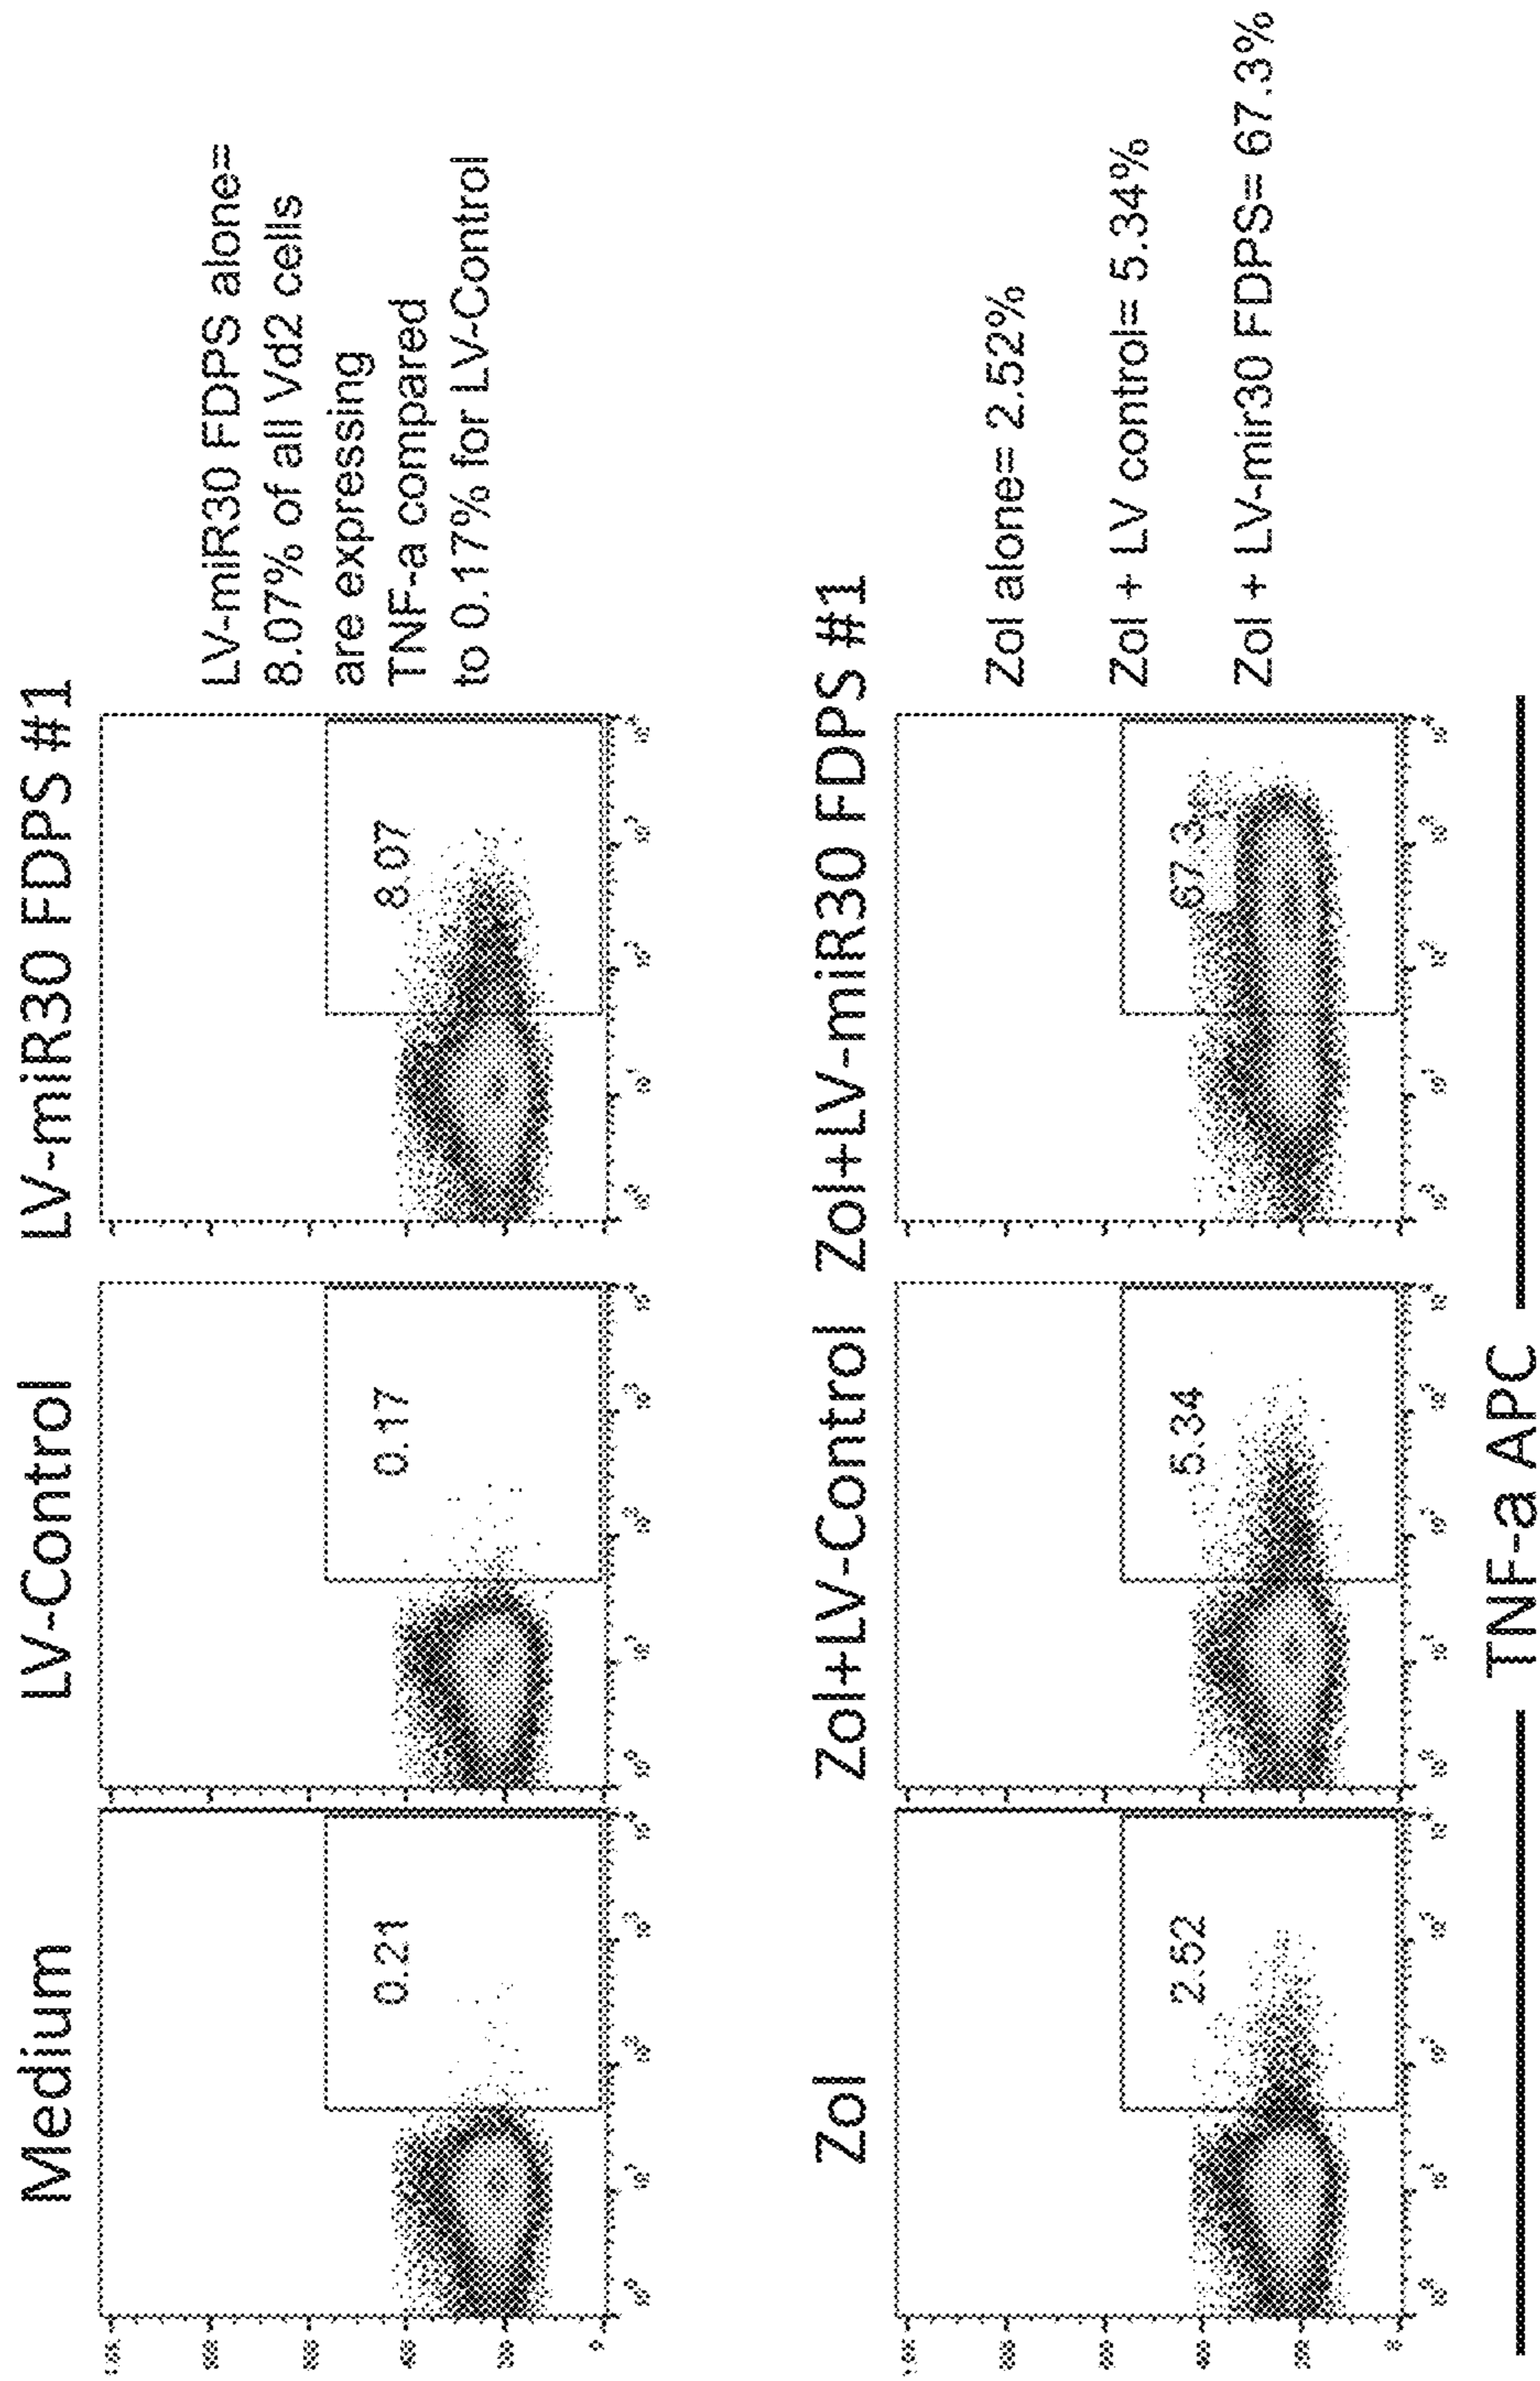 Medium
LV-Control
LV-miR30 FDPS #1
0.21
0.17
8.07
LV-miR30 FDPS alone=
8.07% of all Vd2 cells
are expressing
TNF-a compared
to 0.17% for LV-Control
Zol
Zol+LV-Control
Zol+LV-miR30 FDPS #1
2.52
5.34
67.3
Zol alone= 2.52%
Zol + LV control= 5.34%
Zol + LV-mir30 FDPS= 67.3%
TNF-a APC